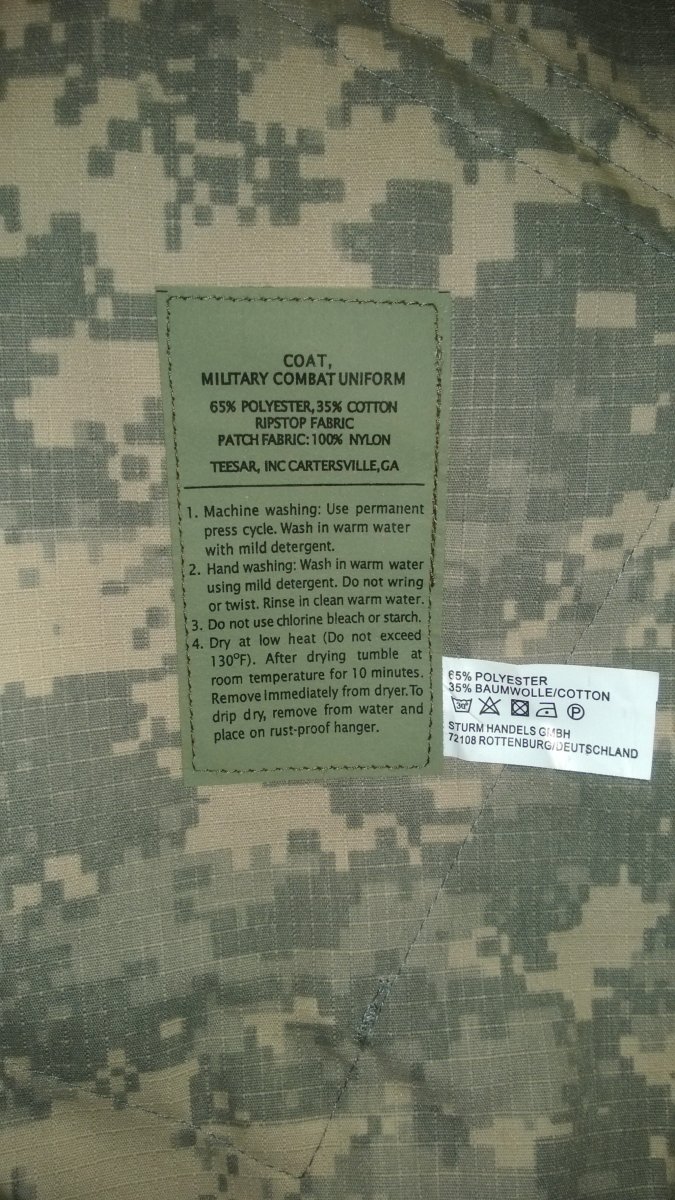 COAT,
MILITARY COMBAT UNIFORM
65% POLYESTER, 35% COTTON
RIPSTOP FABRIC
PATCH FABRIC: 100% NYLON
TEESAR, INC CARTERSVILLE, GA
1. Machine washing: Use permanent
press cycle. Wash in warm water
with mild detergent.
2. Hand washing: Wash in warm water
using mild detergent. Do not wring
or twist. Rinse in clean warm water.
3. Do not use chlorine bleach or starch.
4. Dry at low heat (Do not exceed
130°F). After drying tumble at
room temperature for 10 minutes.
Remove Immediately from dryer. To
drip dry, remove from water and
place on rust-proof hanger.
65% POLYESTER
35% BAUMWOLLE/COTTON
30° P
STURM HANDELS GMBH
72108 ROTTENBURG/DEUTSCHLAND